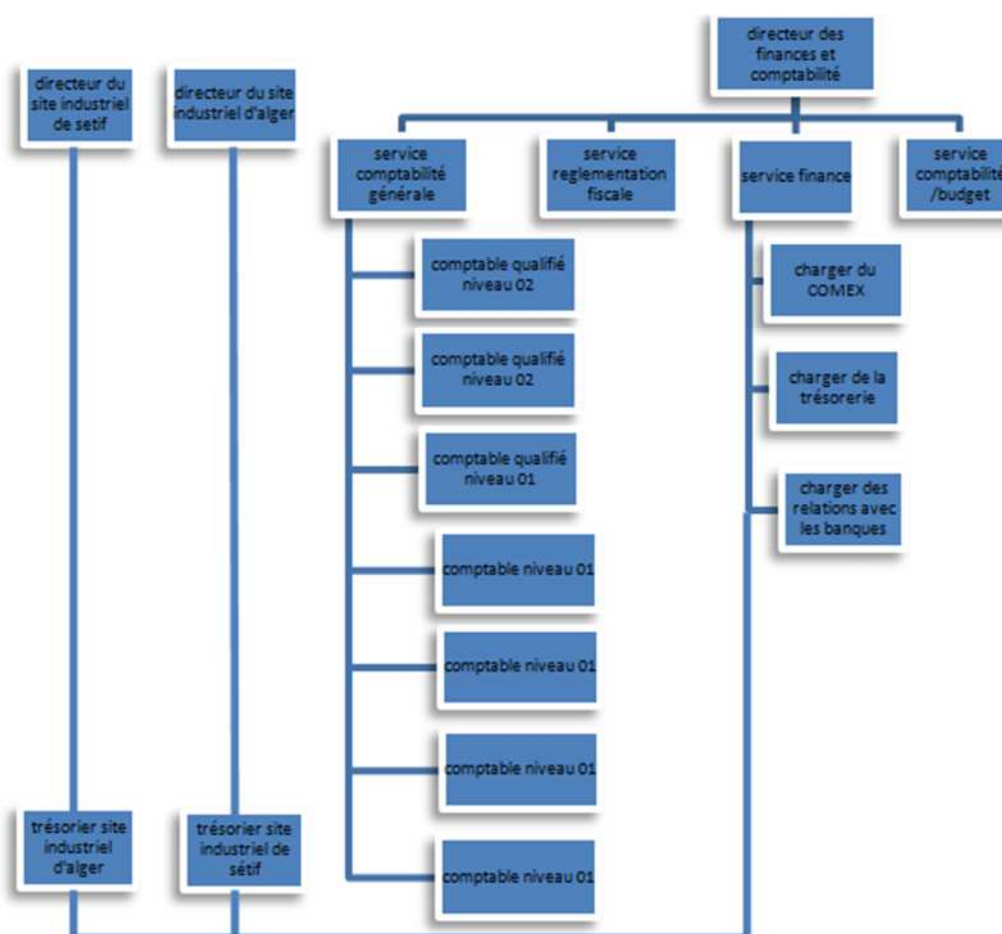 directeur des
finances et
comptabilité
directeur du
site industriel
de setif
directeur du site
industriel d'alger
service
comptabilité
générale
service
reglementation
fiscale
service finance
service
comptabilité
/budget
comptable qualifié
niveau 02
comptable qualifié
niveau 02
comptable qualifié
niveau 01
comptable niveau 01
comptable niveau 01
comptable niveau 01
comptable niveau 01
charger du
COMEX
charger de la
trésorerie
charger des
relations avec
les banques
trésorier site
industriel
d'alger
trésorier site
industriel de
sétif